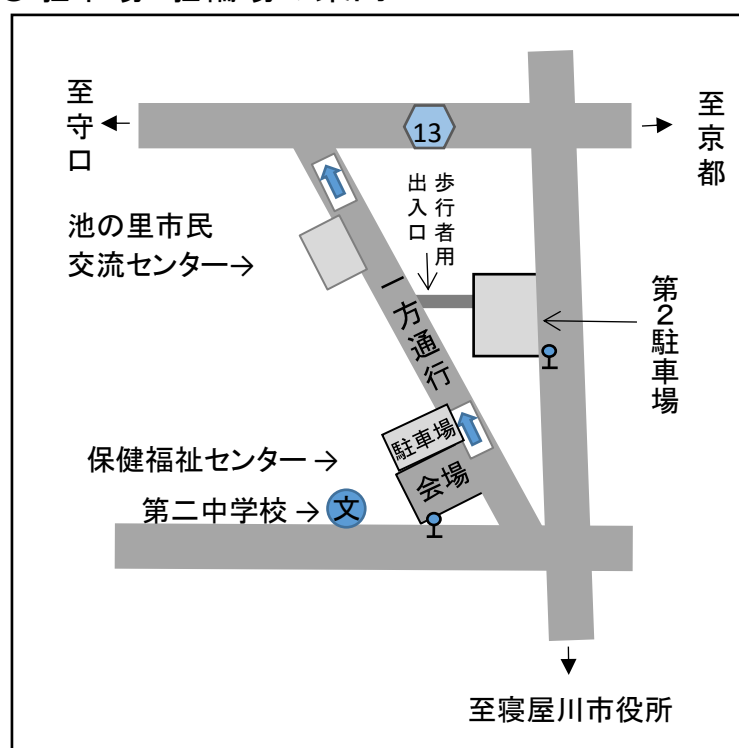 至守口
13
至京都
歩行者用
出入口
池の里市民
交流センター→
一方通行
第2駐車場
駐車場
保健福祉センター →
会場
第二中学校 →
文
至寝屋川市役所